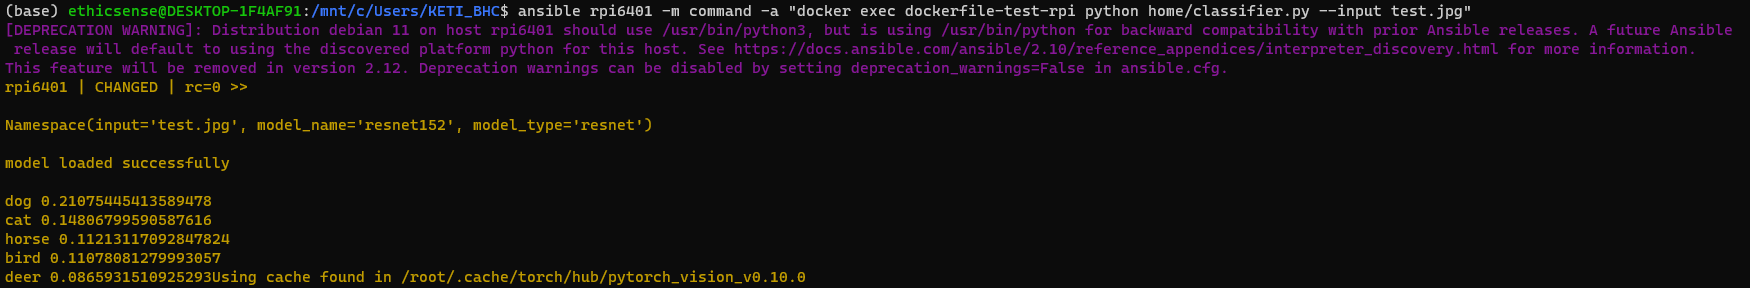 (base) ethicsense@DESKTOP-1F4AF91:/mnt/c/Users/KETI_BHC$ ansible rpi6401 -m command -a "docker exec dockerfile-test-rpi python home/classifier.py --input test.jpg"
[DEPRECATION WARNING]: Distribution debian 11 on host rpi6401 should use /usr/bin/python3, but is using /usr/bin/python for backward compatibility with prior Ansible releases. A future Ansible
release will default to using the discovered platform python for this host. See https://docs.ansible.com/ansible/2.10/reference_appendices/interpreter_discovery.html for more information.
This feature will be removed in version 2.12. Deprecation warnings can be disabled by setting deprecation_warnings=False in ansible.cfg.
rpi6401 | CHANGED | rc=0 >>
Namespace(input='test.jpg', model_name='resnet152', model_type='resnet')
model loaded successfully
dog 0.21075445413589478
cat 0.14806799590587616
horse 0.11213117092847824
bird 0.11078081279993057
deer 0.0865931510925293Using cache found in /root/.cache/torch/hub/pytorch_vision_v0.10.0